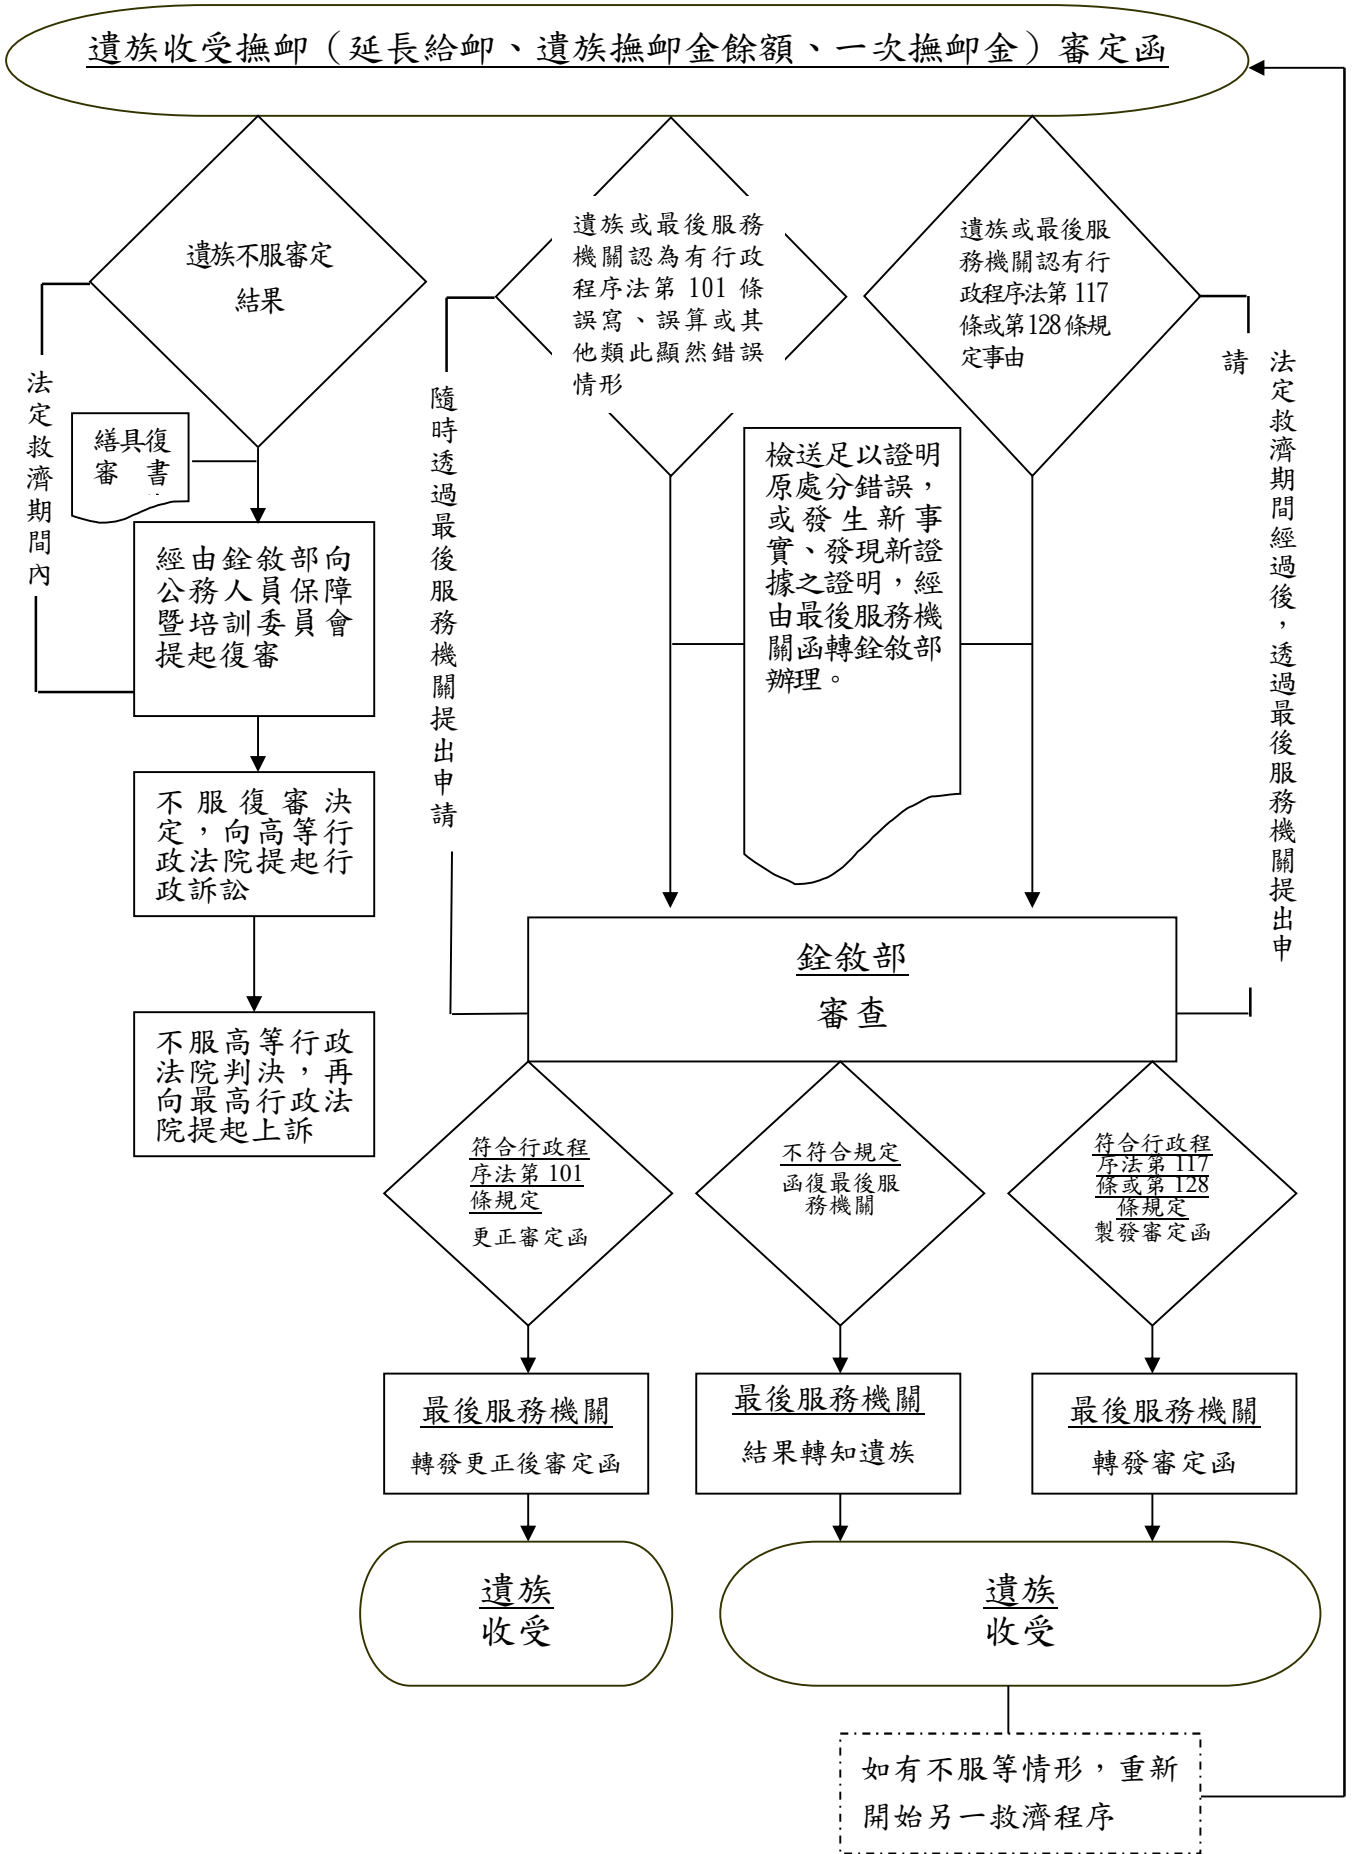 遺族收受撫卹（延長給卹、遺族撫卹金餘額、一次撫卹金）審定函
遺族不服審定
結果
遺族或最後服務
機關認為有行政
程序法第 101 條
誤寫、誤算或其
他類此顯然錯誤
情形
遺族或最後服
務機關認有行
政程序法第 117
條或第128條規
定事由
法定救濟期間內
繕具復
審 書
隨時透過最後服務機關提出申請
檢送足以證明
原處分錯誤，
或發生新事
實、發現新證
據之證明，經
由最後服務機
關函轉銓敘部
辦理。
法定救濟期間經過後，透過最後服務機關提出申
請
經由銓敘部向
公務人員保障
暨培訓委員會
提起復審
不服復審決
定，向高等行
政法院提起行
政訴訟
不服高等行政
法院判決，再
向最高行政法
院提起上訴
銓敘部
審查
符合行政程
序法第 101
條規定
更正審定函
不符合規定
函復最後服
務機關
符合行政程
序法第 117
條或第 128
條規定
製發審定函
最後服務機關
轉發更正後審定函
最後服務機關
結果轉知遺族
最後服務機關
轉發審定函
遺族
收受
遺族
收受
如有不服等情形，重新
開始另一救濟程序